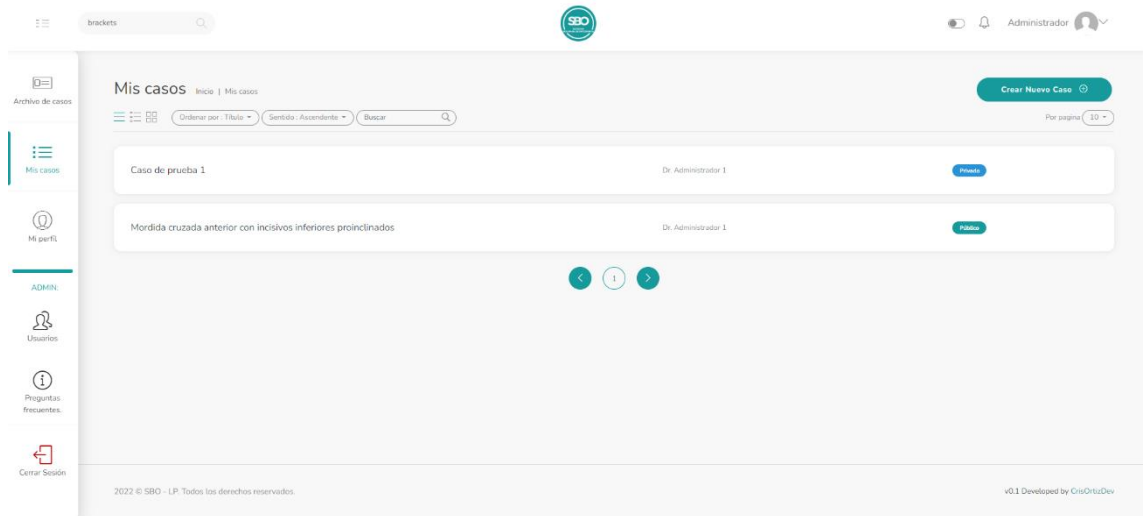 brackets
SBO
Administrador
Archivo de casos
Mis casos
Mi perfil
ADMIN
Usuarios
Preguntas
frecuentes.
Cerrar Sesión
Mis casos Inicio | Mis casos
Crear Nuevo Caso
Ordenar por : Título
Sentido : Ascendente
Buscar
Por pagina 10
Caso de prueba 1 Dr. Administrador 1 Privado
Mordida cruzada anterior con incisivos inferiores proinclinados Dr. Administrador 1 Público
1
2022 © SBO - LP. Todos los derechos reservados.
v0.1 Developed by CrisOrtizDev